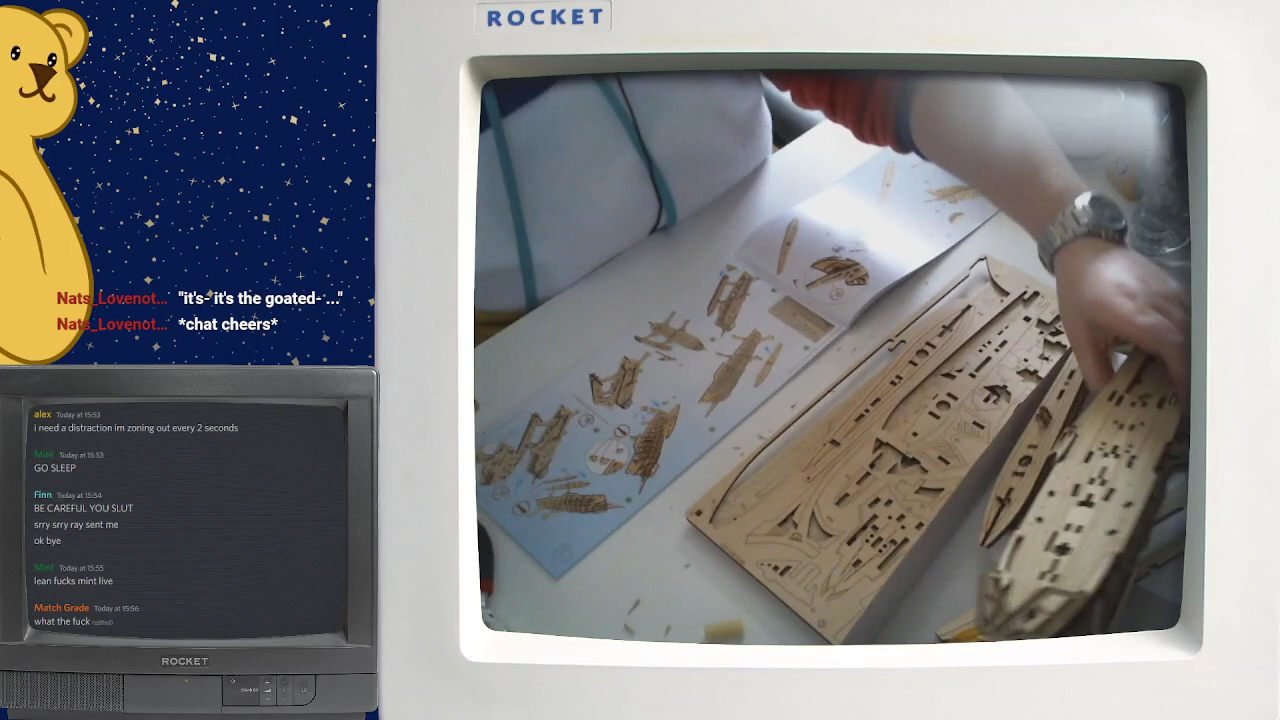 ROCKET
Nats_Lovenot... "it's- it's the goated- ..."
Nats_Lovenot... *chat cheers*
alex Today at 15:53
i need a distraction im zoning out every 2 seconds
Mint Today at 15:53
GO SLEEP
Finn Today at 15:54
BE CAREFUL YOU SLUT
srry srry ray sent me
ok bye
Mint Today at 15:55
lean fucks mint live
Match Grade Today at 15:56
what the fuck (edited)
ROCKET